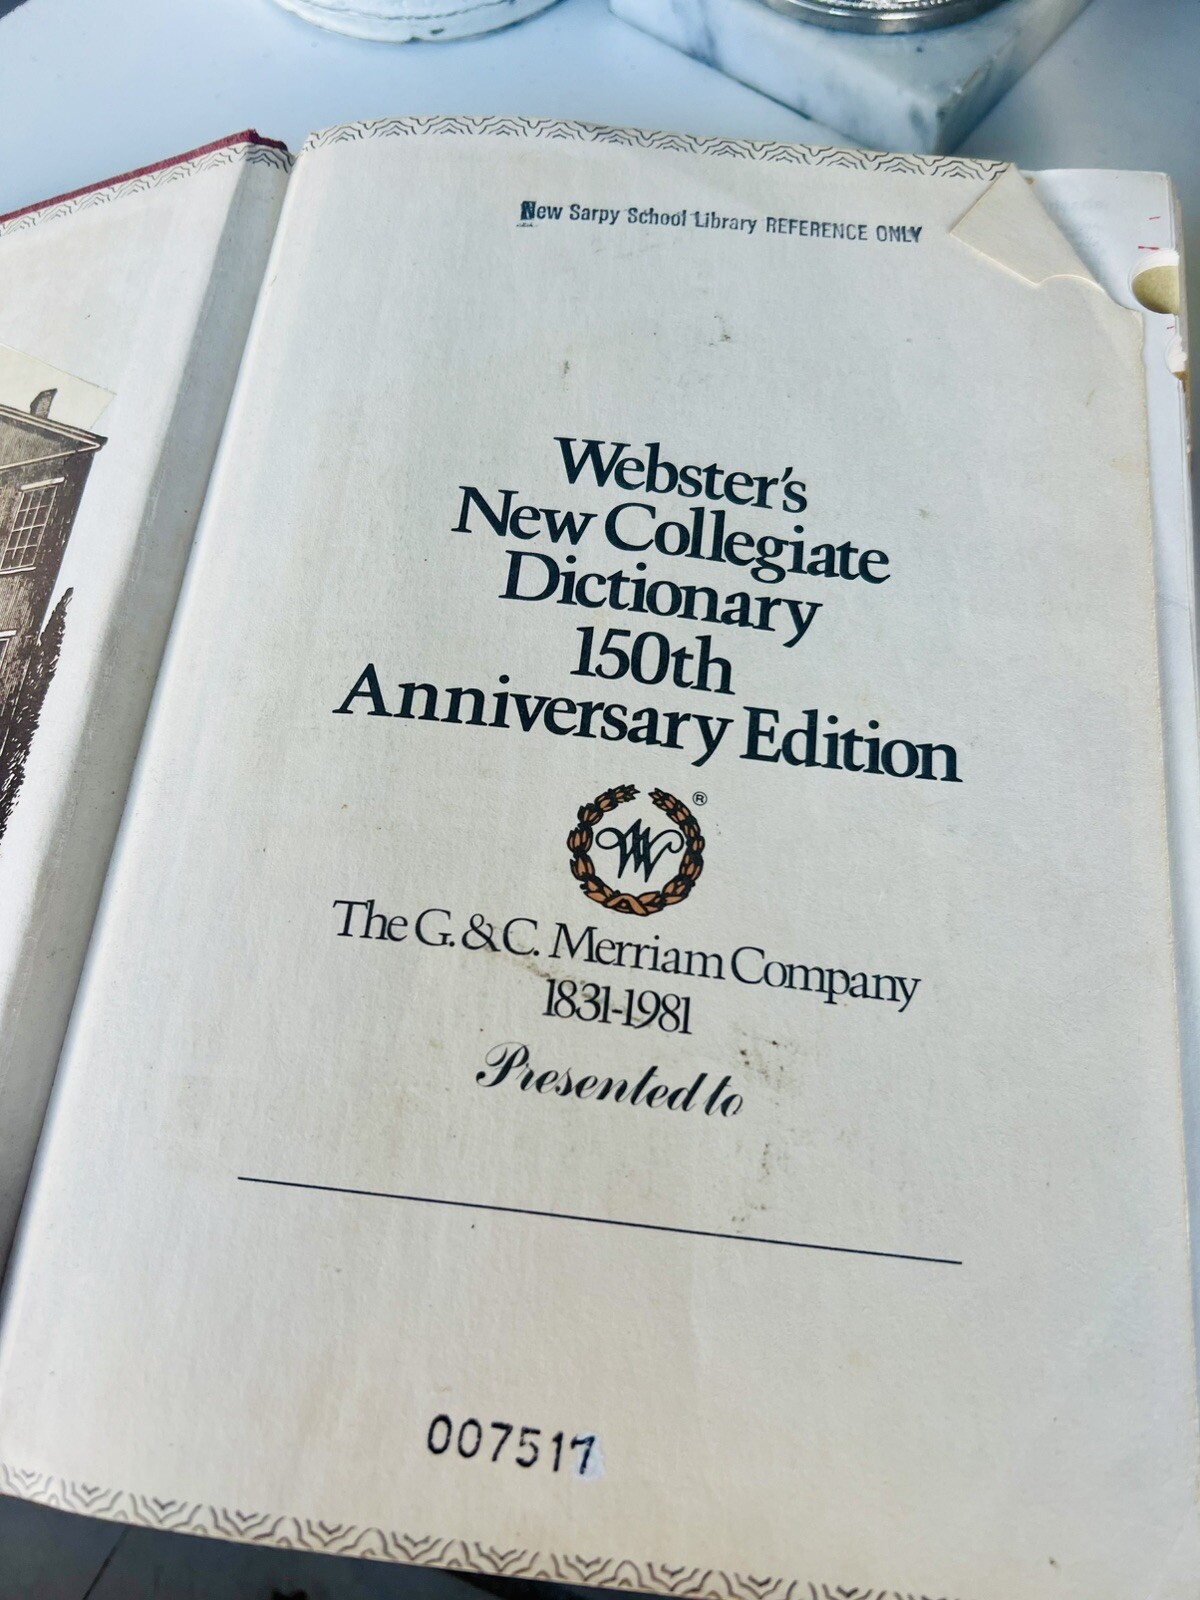 New Sarpy School Library REFERENCE ONLY
Webster's
New Collegiate
Dictionary
150th
Anniversary Edition
W ®
The G. & C. Merriam Company
1831-1981
Presented to
007517